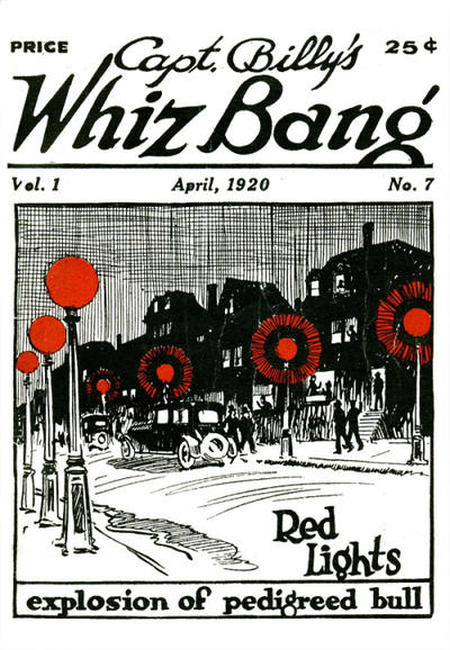 PRICE Capt. Billy's 25¢
Whiz Bang
Vol. 1 April, 1920 No. 7
Red
Lights
explosion of pedigreed bull